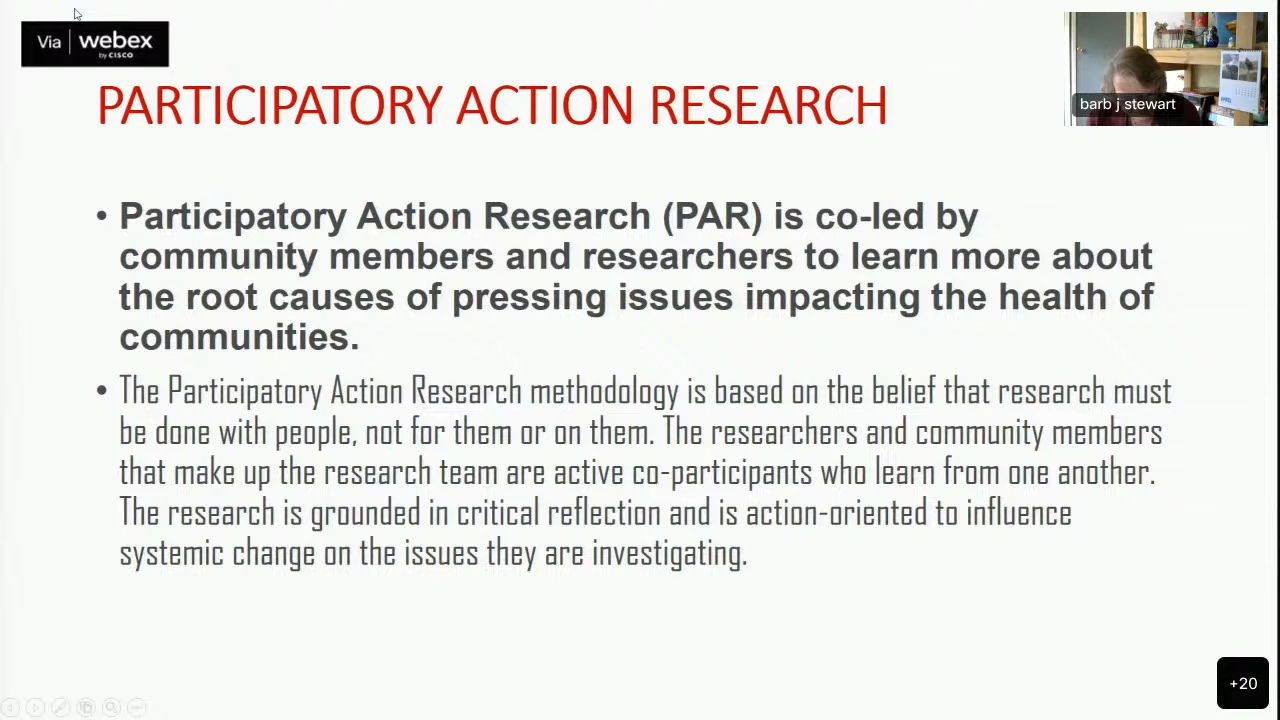 Via webex
by CISCO
PARTICIPATORY ACTION RESEARCH
barb j stewart
APRIL
• Participatory Action Research (PAR) is co-led by
community members and researchers to learn more about
the root causes of pressing issues impacting the health of
communities.
• The Participatory Action Research methodology is based on the belief that research must
be done with people, not for them or on them. The researchers and community members
that make up the research team are active co-participants who learn from one another.
The research is grounded in critical reflection and is action-oriented to influence
systemic change on the issues they are investigating.
+20